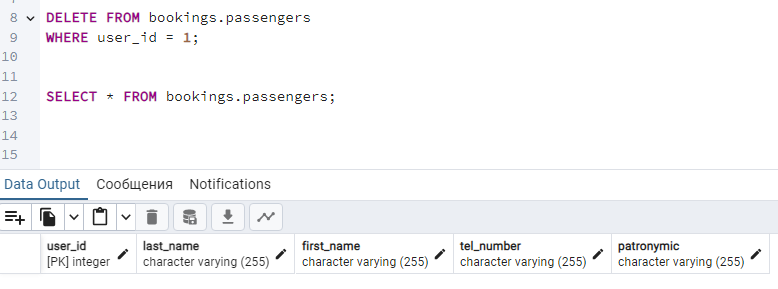 8 DELETE FROM bookings.passengers
9 WHERE user_id = 1;
10
11
12 SELECT * FROM bookings.passengers;
13
14
15
Data Output Сообщения Notifications
user_id last_name first_name tel_number patronymic
[PK] integer character varying (255) character varying (255) character varying (255) character varying (255)